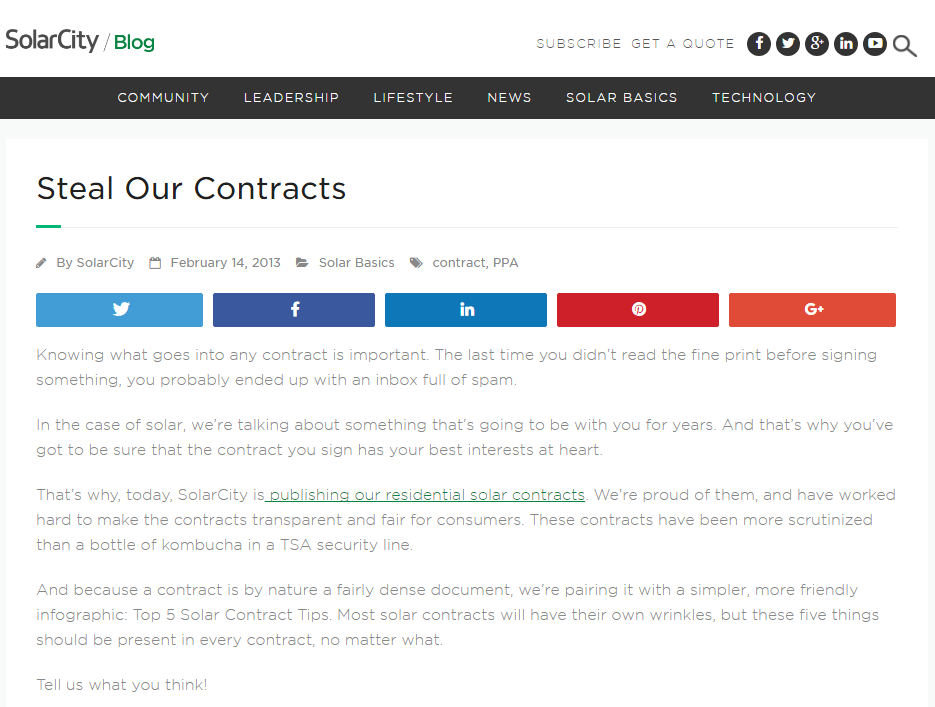 SolarCity / Blog
SUBSCRIBE GET A QUOTE
COMMUNITY LEADERSHIP LIFESTYLE NEWS SOLAR BASICS TECHNOLOGY
Steal Our Contracts
By SolarCity February 14, 2013 Solar Basics contract, PPA
Knowing what goes into any contract is important. The last time you didn't read the fine print before signing
something, you probably ended up with an inbox full of spam.
In the case of solar, we're talking about something that's going to be with you for years. And that's why you've
got to be sure that the contract you sign has your best interests at heart.
That's why, today, SolarCity is publishing our residential solar contracts. We're proud of them, and have worked
hard to make the contracts transparent and fair for consumers. These contracts have been more scrutinized
than a bottle of kombucha in a TSA security line.
And because a contract is by nature a fairly dense document, we're pairing it with a simpler, more friendly
infographic: Top 5 Solar Contract Tips. Most solar contracts will have their own wrinkles, but these five things
should be present in every contract, no matter what.
Tell us what you think!